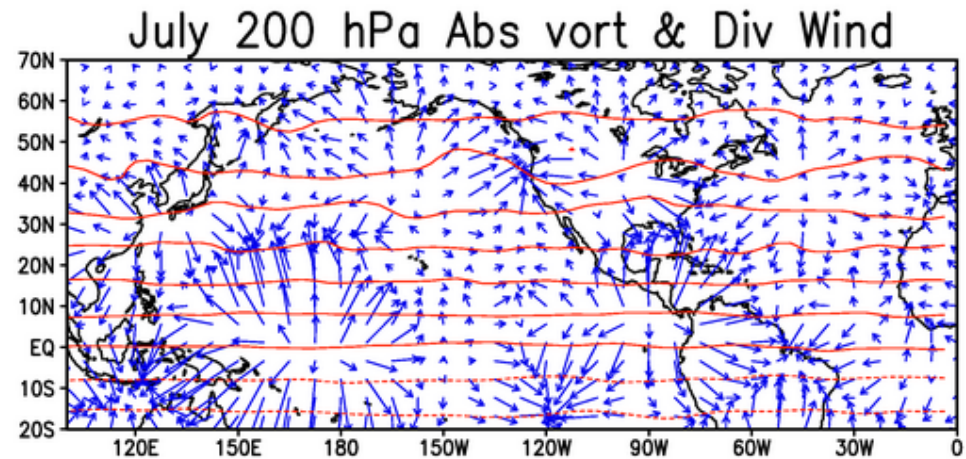 July 200 hPa Abs vort & Div Wind
70N
60N
50N
40N
30N
20N
10N
EQ
10S
20S
120E 150E 180 150W 120W 90W 60W 30W 0